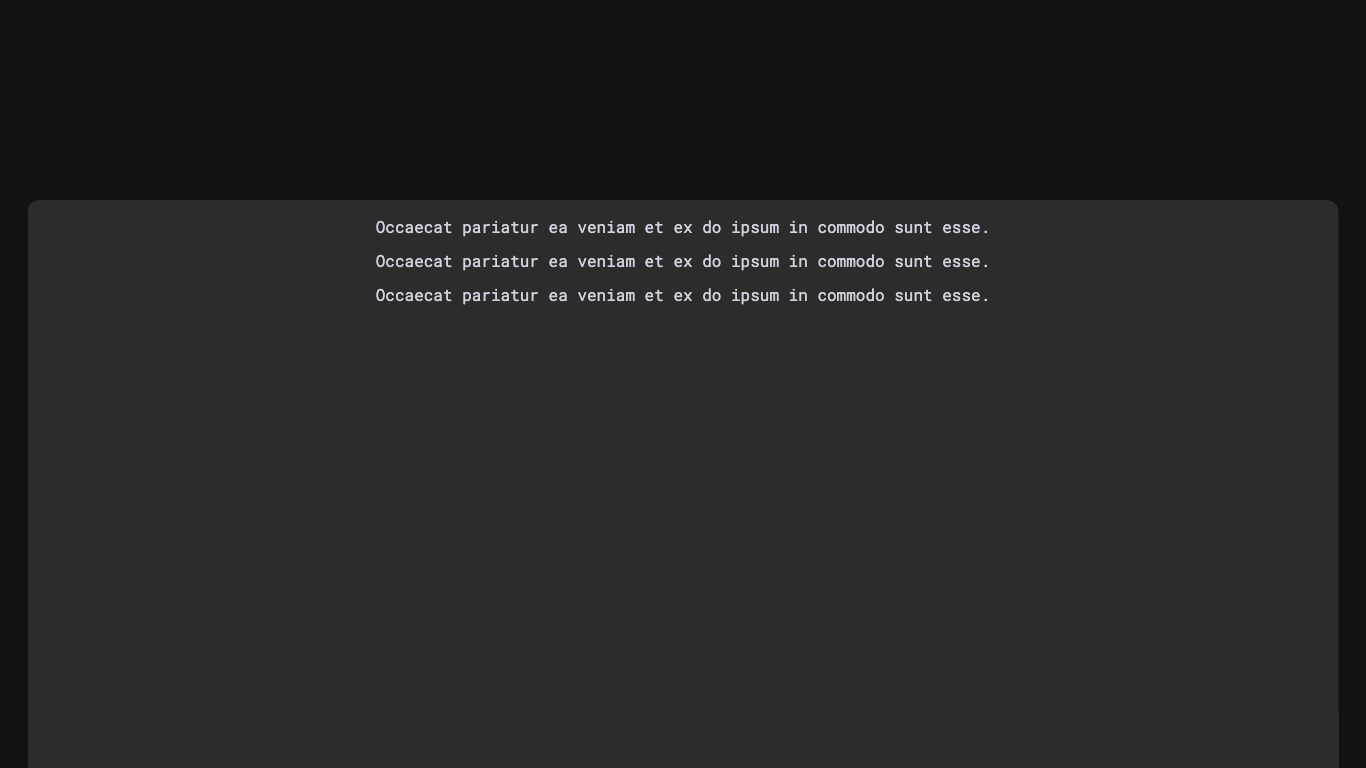 Occaecat pariatur ea veniam et ex do ipsum in commodo sunt esse.
Occaecat pariatur ea veniam et ex do ipsum in commodo sunt esse.
Occaecat pariatur ea veniam et ex do ipsum in commodo sunt esse.